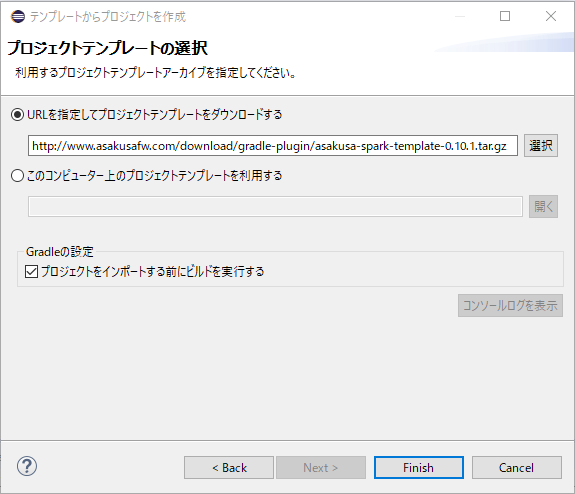 テンプレートからプロジェクトを作成
プロジェクトテンプレートの選択
利用するプロジェクトテンプレートアーカイブを指定してください。
URLを指定してプロジェクトテンプレートをダウンロードする
http://www.asakusafw.com/download/gradle-plugin/asakusa-spark-template-0.10.1.tar.gz 選択
このコンピューター上のプロジェクトテンプレートを利用する
開く
Gradleの設定
プロジェクトをインポートする前にビルドを実行する
コンソールログを表示
? < Back Next > Finish Cancel